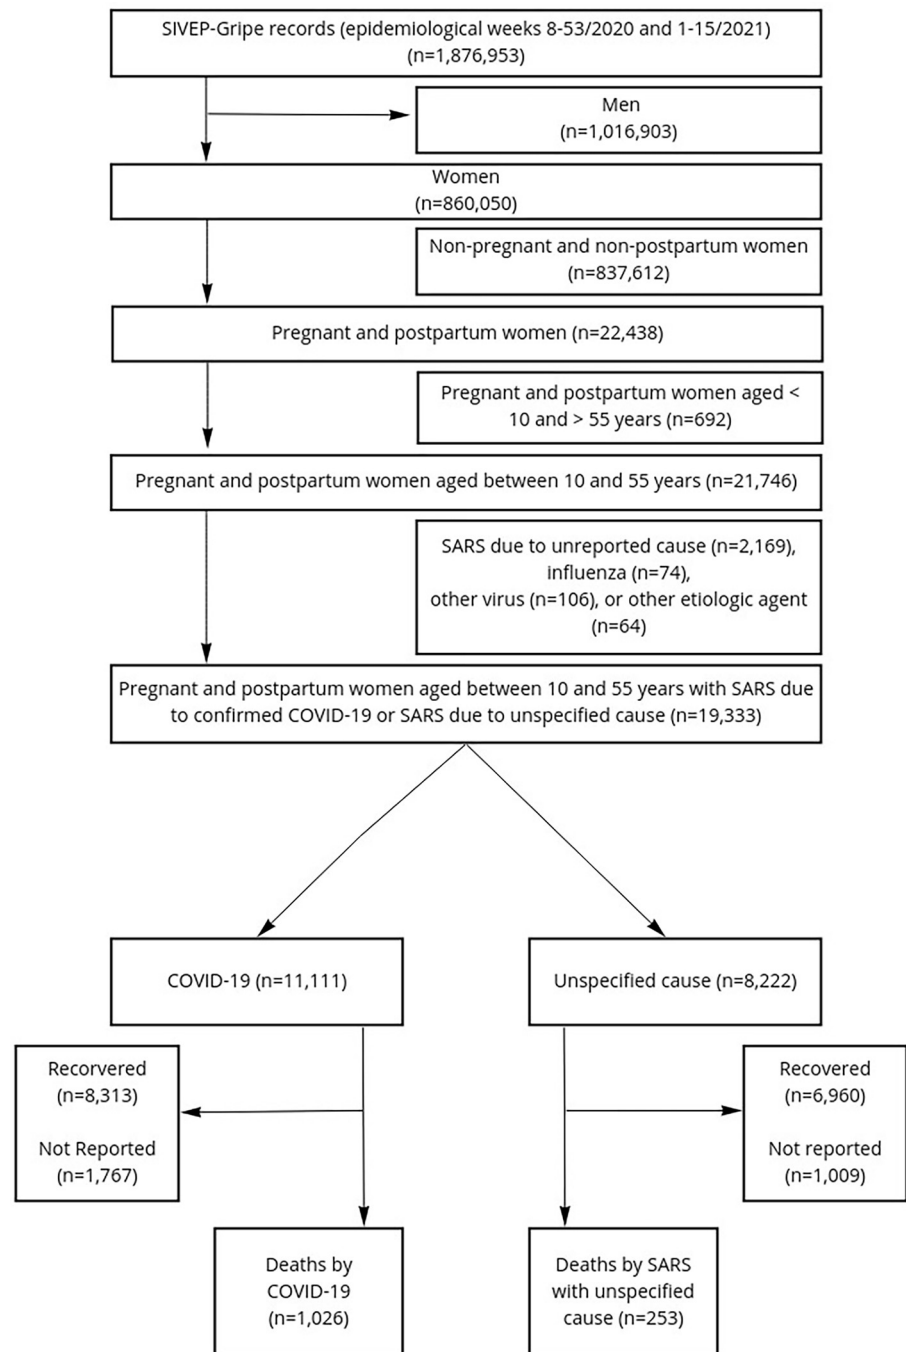 SIVEP-Gripe records (epidemiological weeks 8-53/2020 and 1-15/2021)
(n=1,876,953)
Men
(n=1,016,903)
Women
(n=860,050)
Non-pregnant and non-postpartum women
(n=837,612)
Pregnant and postpartum women (n=22,438)
Pregnant and postpartum women aged <
10 and > 55 years (n=692)
Pregnant and postpartum women aged between 10 and 55 years (n=21,746)
SARS due to unreported cause (n=2,169),
influenza (n=74),
other virus (n=106), or other etiologic agent
(n=64)
Pregnant and postpartum women aged between 10 and 55 years with SARS due
to confirmed COVID-19 or SARS due to unspecified cause (n=19,333)
COVID-19 (n=11,111)
Unspecified cause (n=8,222)
Recorvered
(n=8,313)
Not Reported
(n=1,767)
Recovered
(n=6,960)
Not reported
(n=1,009)
Deaths by
COVID-19
(n=1,026)
Deaths by SARS
with unspecified
cause (n=253)